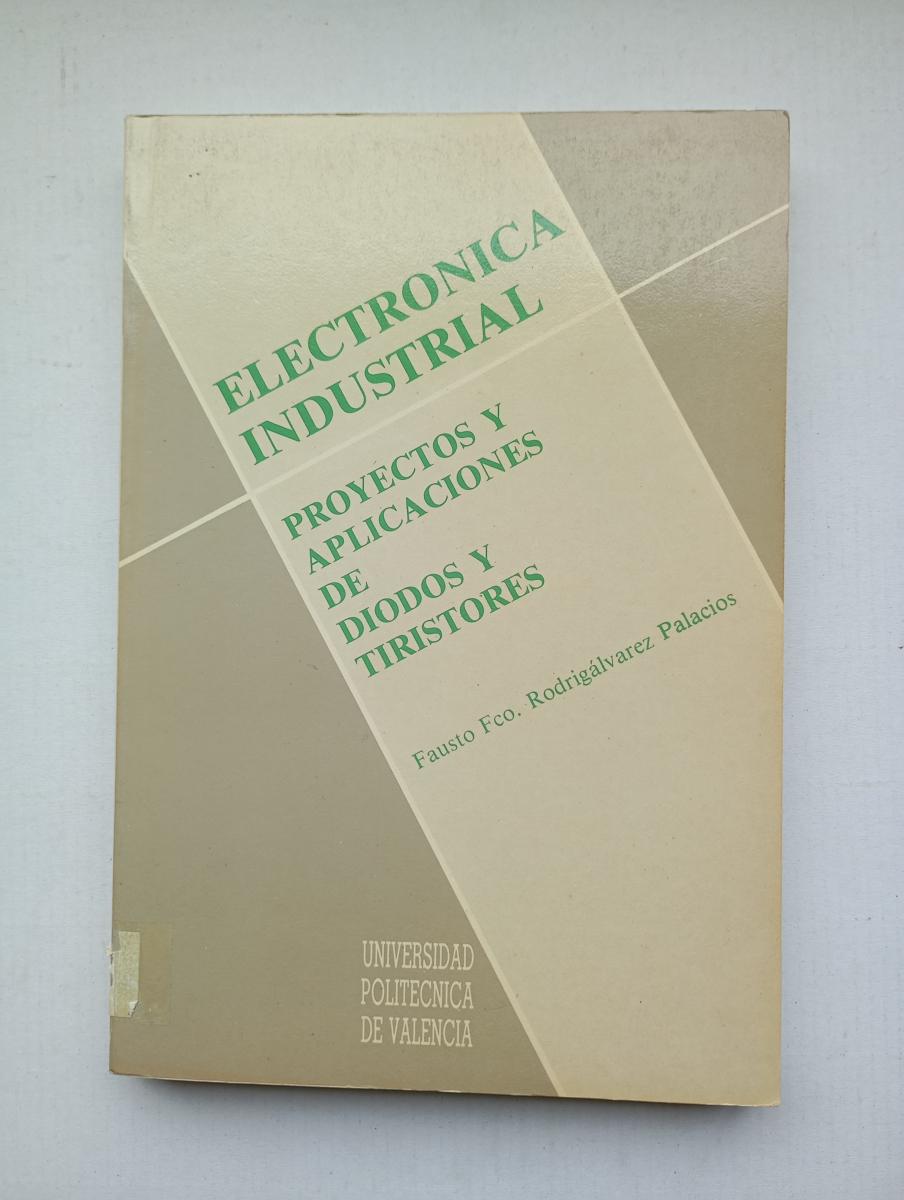 ELECTRONICA
INDUSTRIAL
PROYECTOS Y
APLICACIONES
DE
DIODOS Y
TIRISTORES
Fausto Fco. Rodrigálvarez Palacios
UNIVERSIDAD
POLITECNICA
DE VALENCIA